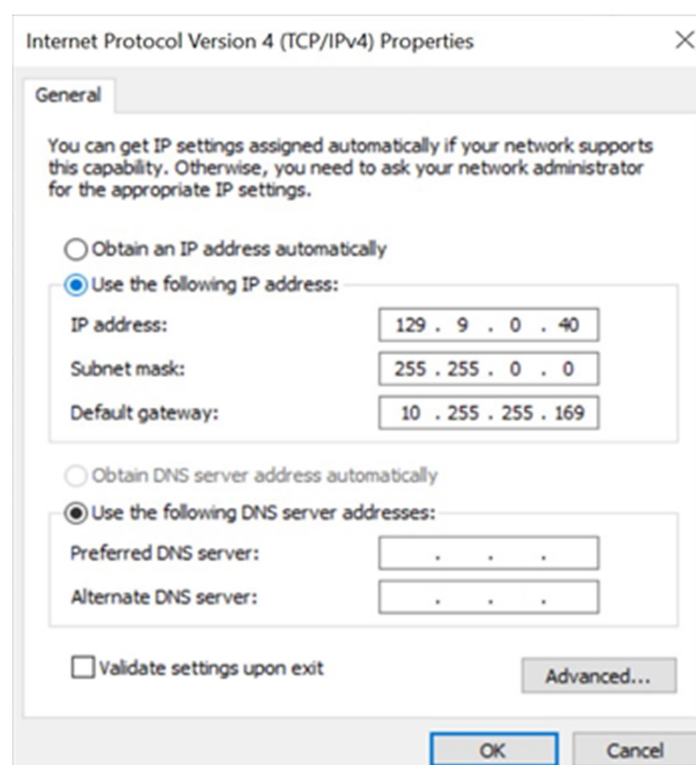 Internet Protocol Version 4 (TCP/IPv4) Properties
General
You can get IP settings assigned automatically if your network supports
this capability. Otherwise, you need to ask your network administrator
for the appropriate IP settings.
Obtain an IP address automatically
Use the following IP address:
IP address: 129 . 9 . 0 . 40
Subnet mask: 255 . 255 . 0 . 0
Default gateway: 10 . 255 . 255 . 169
Obtain DNS server address automatically
Use the following DNS server addresses:
Preferred DNS server: . . .
Alternate DNS server: . . .
Validate settings upon exit
Advanced...
OK Cancel